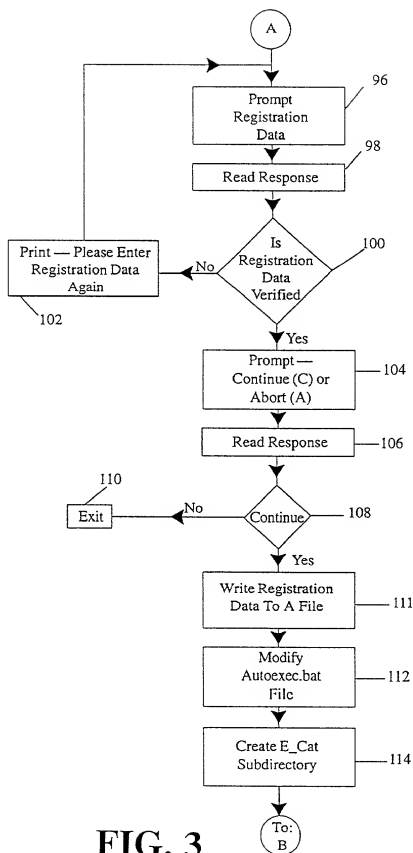 A
Prompt
Registration
Data
96
Read Response
98
Is
Registration
Data
Verified
100
No
Print — Please Enter
Registration Data
Again
102
Yes
Prompt —
Continue (C) or
Abort (A)
104
Read Response
106
Continue
108
No
110
Exit
Yes
Write Registration
Data To A File
111
Modify
Autoexec.bat
File
112
Create E_Cat
Subdirectory
114
To:
B
FIG. 3